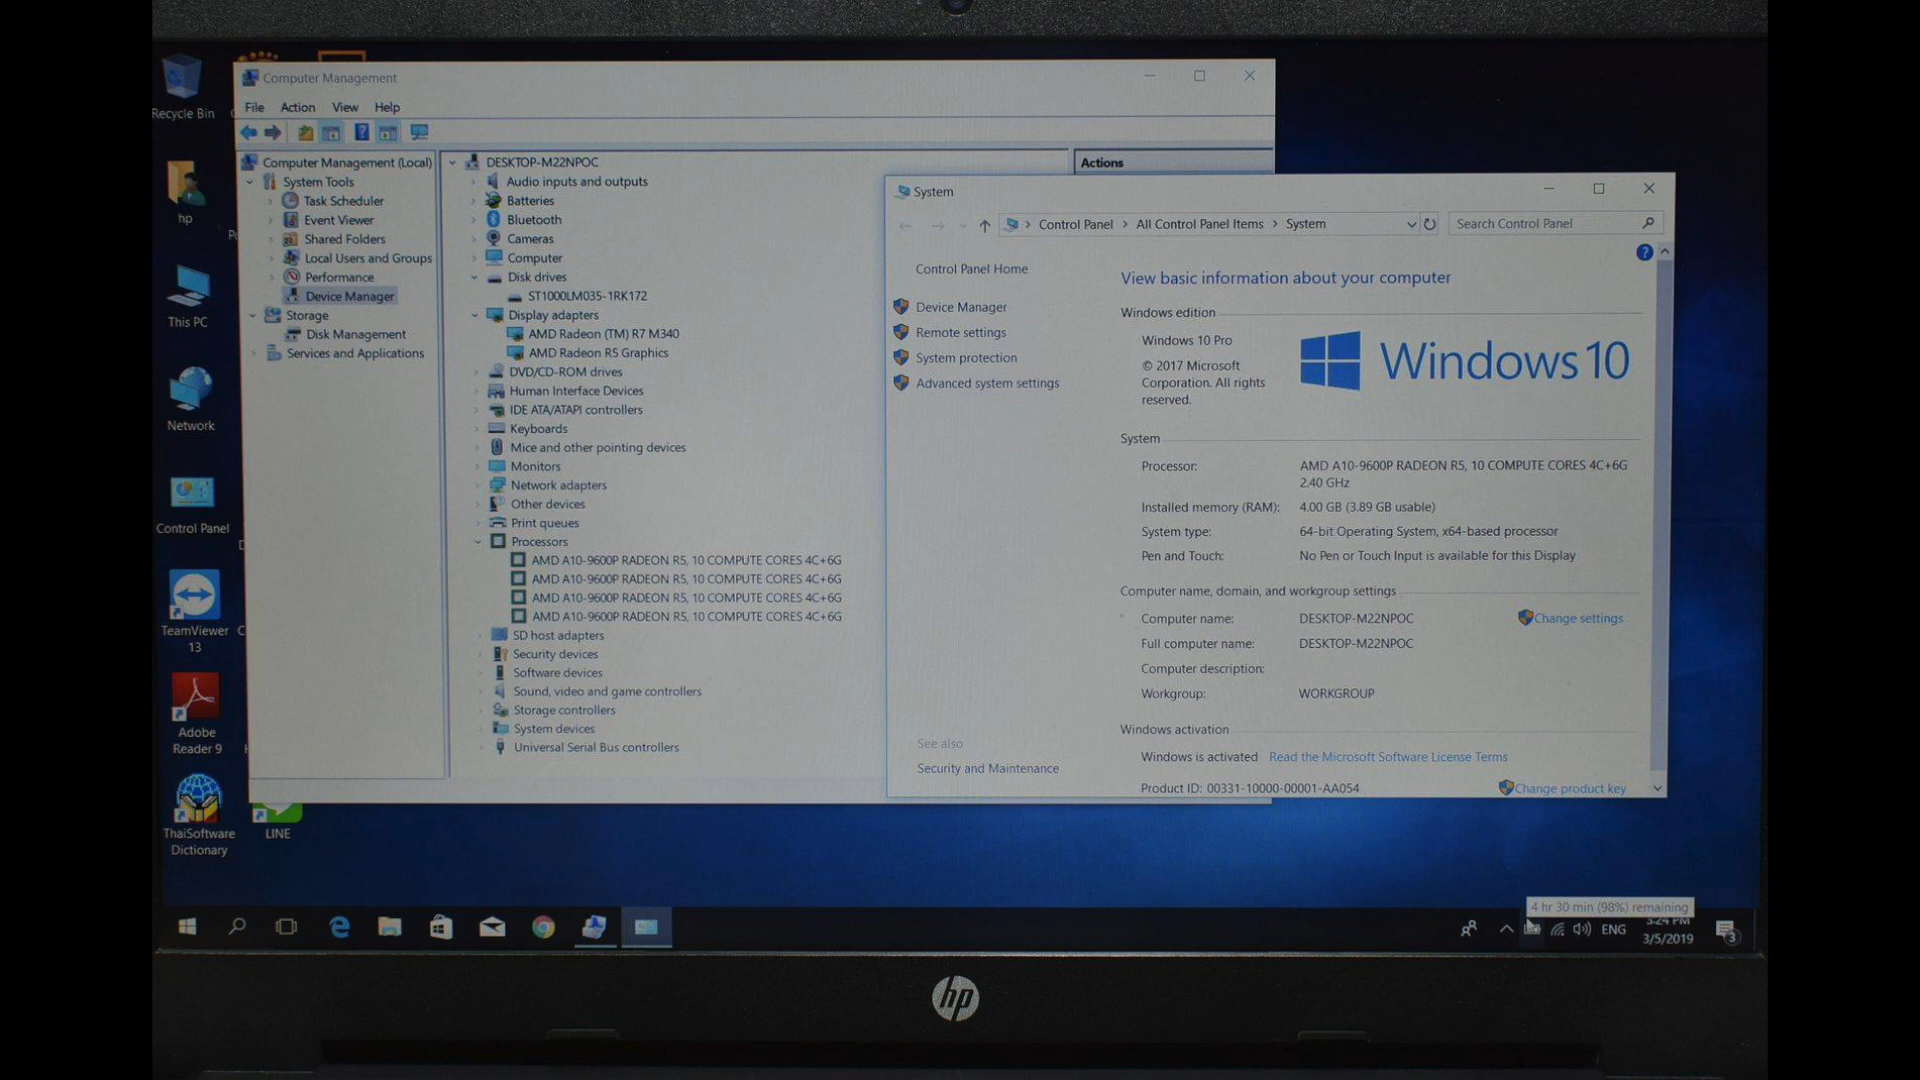 Recycle Bin
hp
This PC
Network
Control Panel
TeamViewer
13
Adobe
Reader 9
ThaiSoftware
Dictionary
LINE
Computer Management
File Action View Help
Computer Management (Local)
System Tools
Task Scheduler
Event Viewer
Shared Folders
Local Users and Groups
Performance
Device Manager
Storage
Disk Management
Services and Applications
DESKTOP-M22NPOC
Audio inputs and outputs
Batteries
Bluetooth
Cameras
Computer
Disk drives
ST1000LM035-1RK172
Display adapters
AMD Radeon (TM) R7 M340
AMD Radeon R5 Graphics
DVD/CD-ROM drives
Human Interface Devices
IDE ATA/ATAPI controllers
Keyboards
Mice and other pointing devices
Monitors
Network adapters
Other devices
Print queues
Processors
AMD A10-9600P RADEON R5, 10 COMPUTE CORES 4C+6G
AMD A10-9600P RADEON R5, 10 COMPUTE CORES 4C+6G
AMD A10-9600P RADEON R5, 10 COMPUTE CORES 4C+6G
AMD A10-9600P RADEON R5, 10 COMPUTE CORES 4C+6G
SD host adapters
Security devices
Software devices
Sound, video and game controllers
Storage controllers
System devices
Universal Serial Bus controllers
Actions
System
Control Panel > All Control Panel Items > System
Search Control Panel
Control Panel Home
Device Manager
Remote settings
System protection
Advanced system settings
See also
Security and Maintenance
View basic information about your computer
Windows edition
Windows 10 Pro
© 2017 Microsoft
Corporation. All rights
reserved.
Windows 10
System
Processor: AMD A10-9600P RADEON R5, 10 COMPUTE CORES 4C+6G
2.40 GHz
Installed memory (RAM): 4.00 GB (3.89 GB usable)
System type: 64-bit Operating System, x64-based processor
Pen and Touch: No Pen or Touch Input is available for this Display
Computer name, domain, and workgroup settings
Computer name: DESKTOP-M22NPOC Change settings
Full computer name: DESKTOP-M22NPOC
Computer description:
Workgroup: WORKGROUP
Windows activation
Windows is activated Read the Microsoft Software License Terms
Product ID: 00331-10000-00001-AA054 Change product key
4 hr 30 min (98%) remaining
ENG
3:24 PM
3/5/2019
3
hp